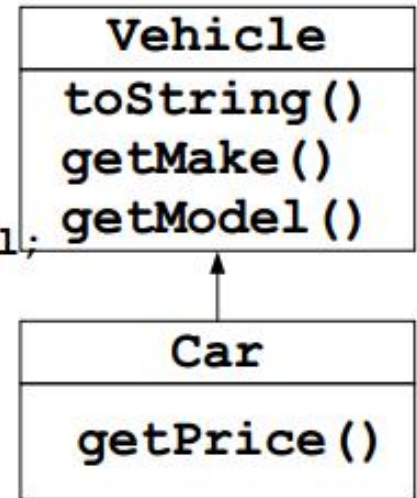 Vehicle
toString()
getMake()
getModel()
l;
Car
getPrice()